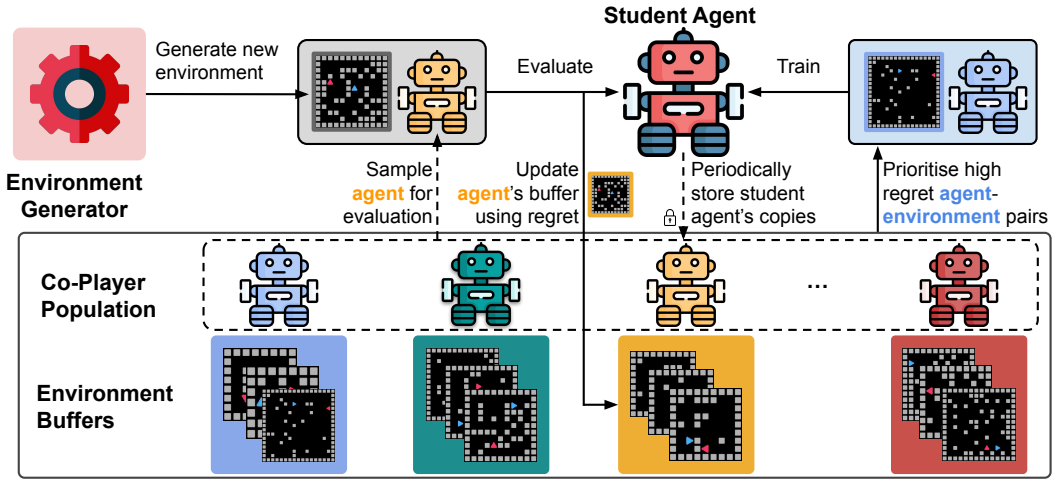 Student Agent
Generate new
environment
Evaluate
Train
Environment
Generator
Sample
agent for
evaluation
Update
agent's buffer
using regret
Periodically
store student
agent's copies
Prioritise high
regret agent-
environment pairs
Co-Player
Population
...
Environment
Buffers